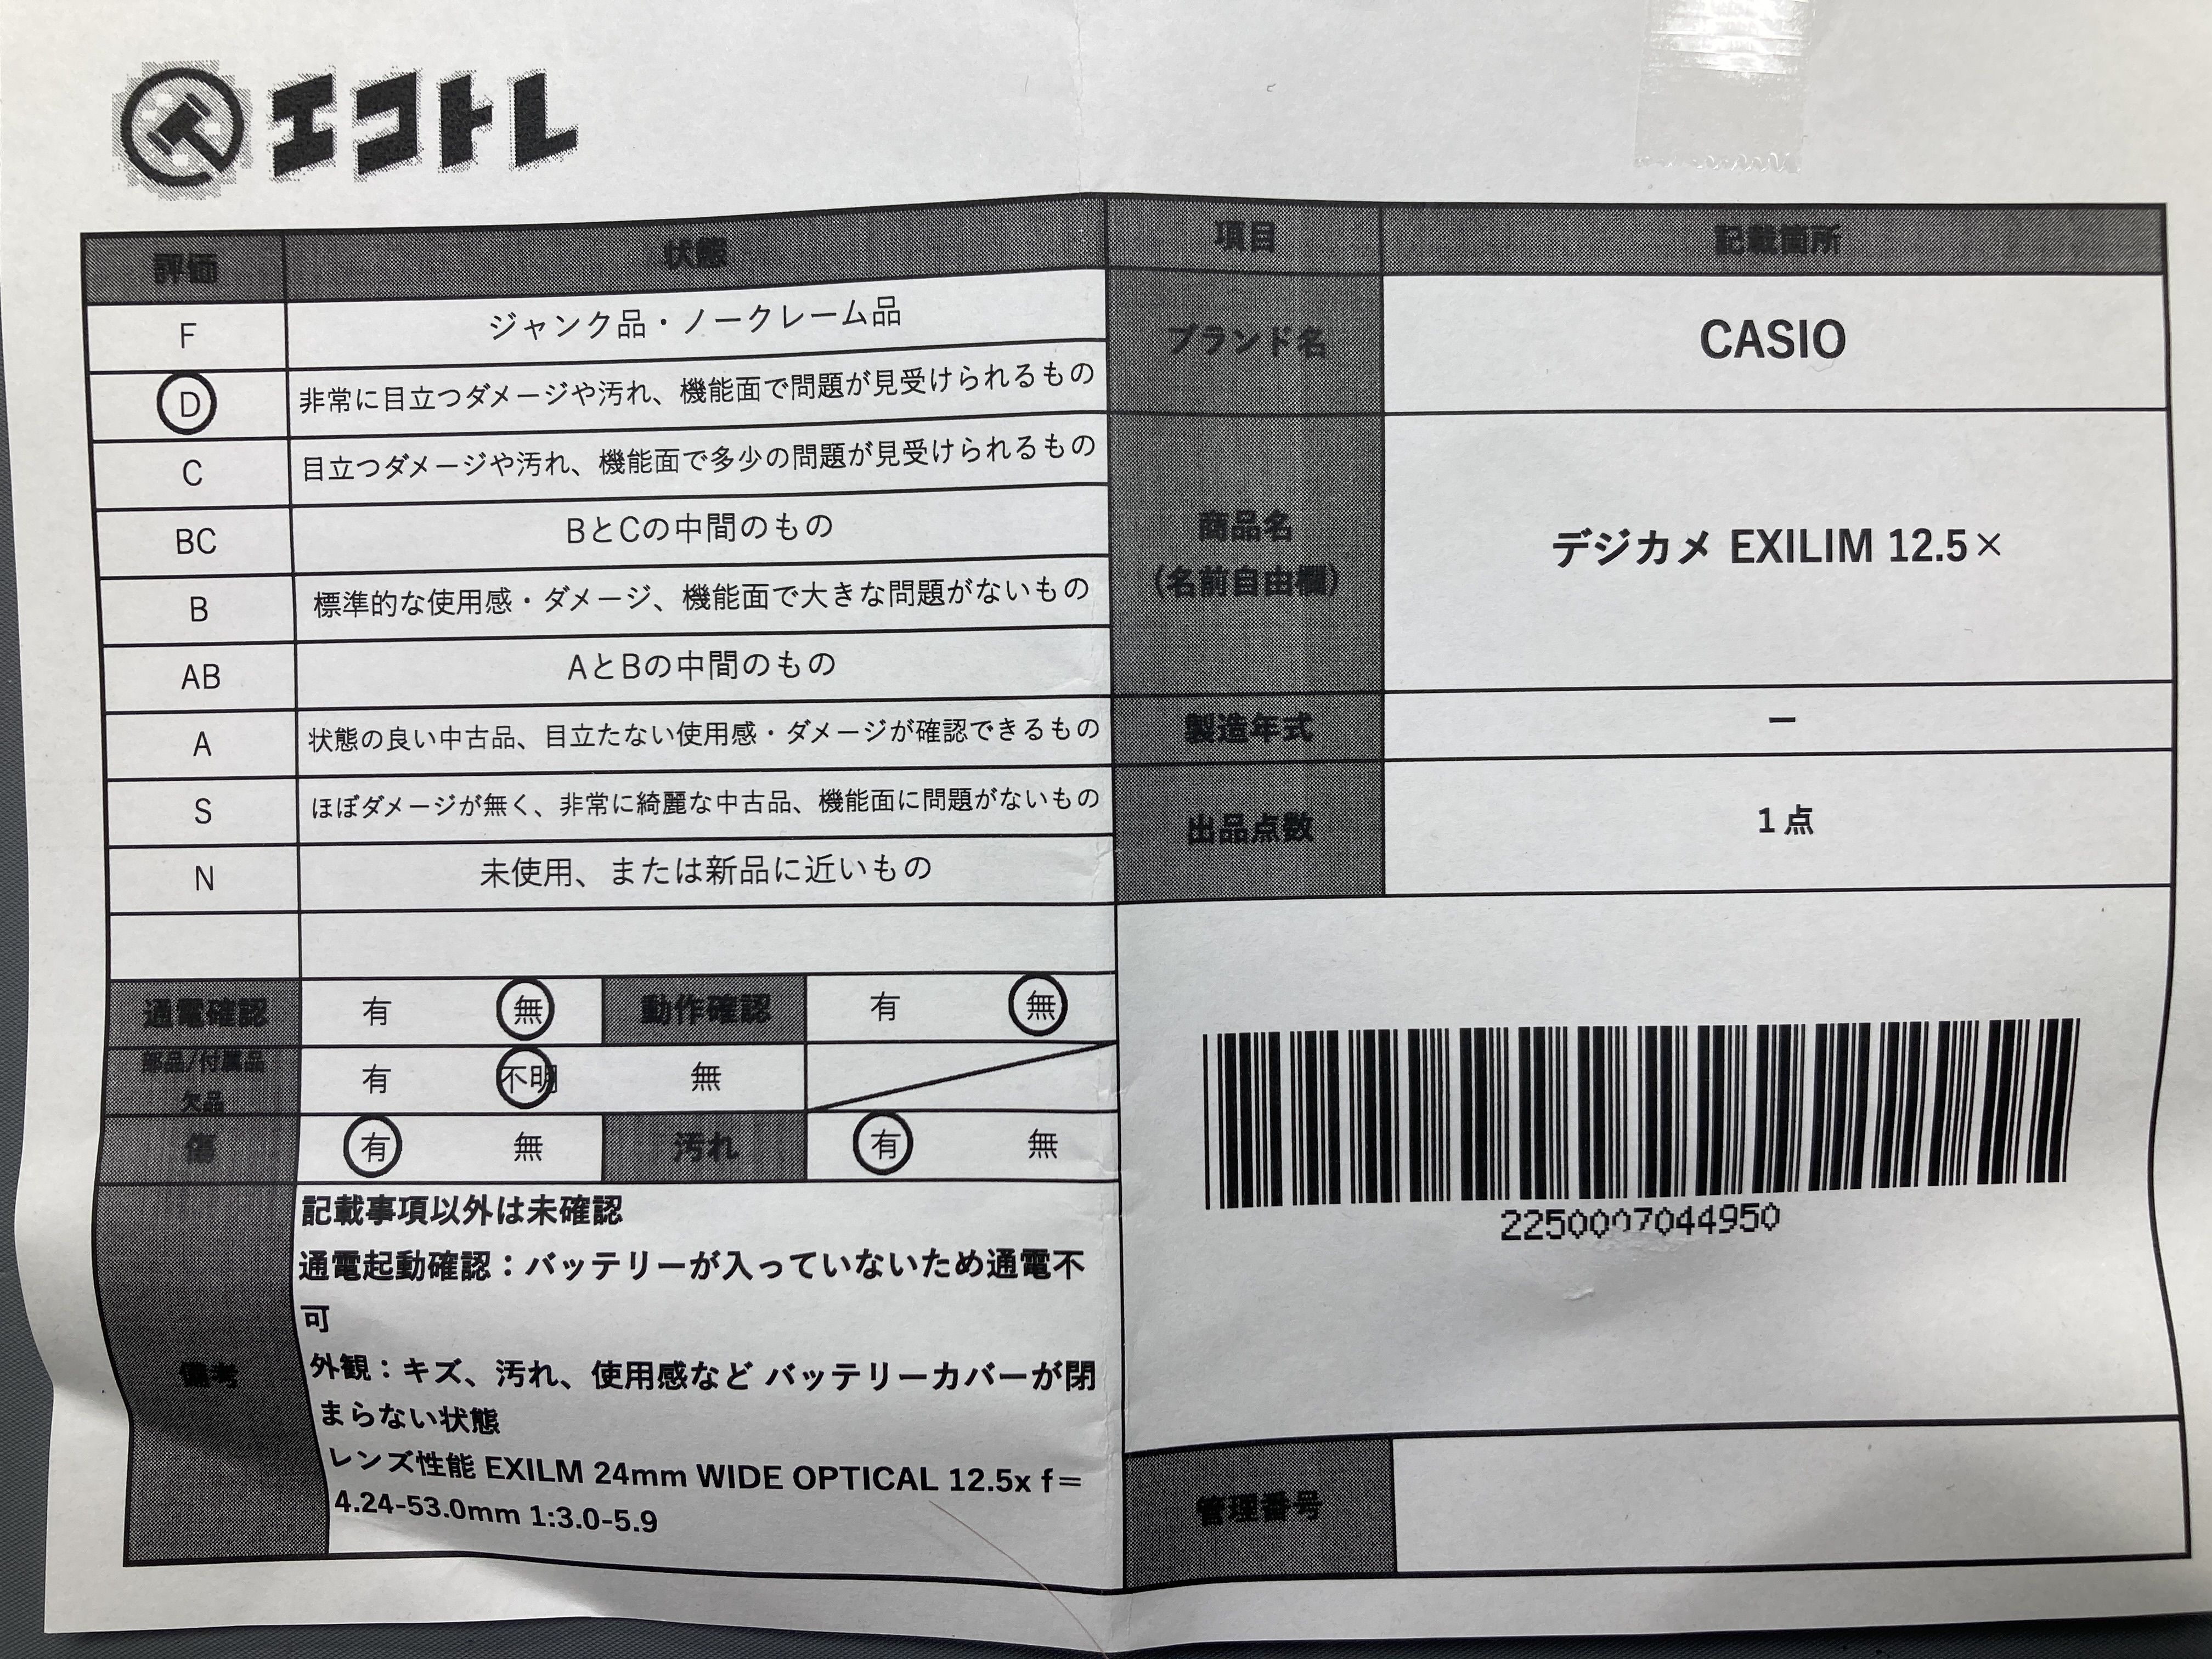 エコトレ
評価 状態
F ジャンク品・ノークレーム品
D 非常に目立つダメージや汚れ、機能面で問題が見受けられるもの
C 目立つダメージや汚れ、機能面で多少の問題が見受けられるもの
BC BとCの中間のもの
B 標準的な使用感・ダメージ、機能面で大きな問題がないもの
AB AとBの中間のもの
A 状態の良い中古品、目立たない使用感・ダメージが確認できるもの
S ほぼダメージが無く、非常に綺麗な中古品、機能面に問題がないもの
N 未使用、または新品に近いもの
通電確認 有 無 動作確認 有 無
部品/付属品
欠品 有 不明 無
傷 有 無 汚れ 有 無
備考
記載事項以外は未確認
通電起動確認：バッテリーが入っていないため通電不
可
外観：キズ、汚れ、使用感など バッテリーカバーが閉
まらない状態
レンズ性能 EXILM 24mm WIDE OPTICAL 12.5x f＝
4.24-53.0mm 1:3.0-5.9
項目 記載箇所
ブランド名 CASIO
商品名
（名前自由欄） デジカメ EXILIM 12.5×
製造年式 ー
出品点数 1点
2250007044950
管理番号